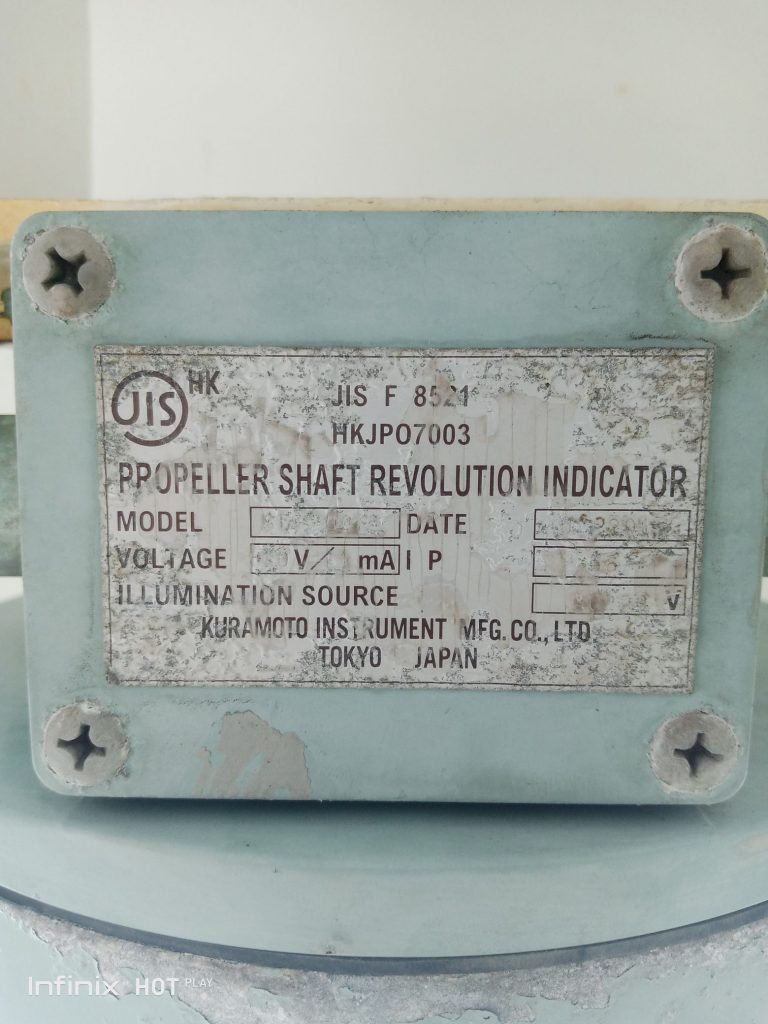 JIS HK JIS F 8521
HKJPO7003
PROPELLER SHAFT REVOLUTION INDICATOR
MODEL DATE
VOLTAGE V/ mA I P
ILLUMINATION SOURCE V
KURAMOTO INSTRUMENT MFG. CO., LTD
TOKYO JAPAN
Infinix HOT PLAY